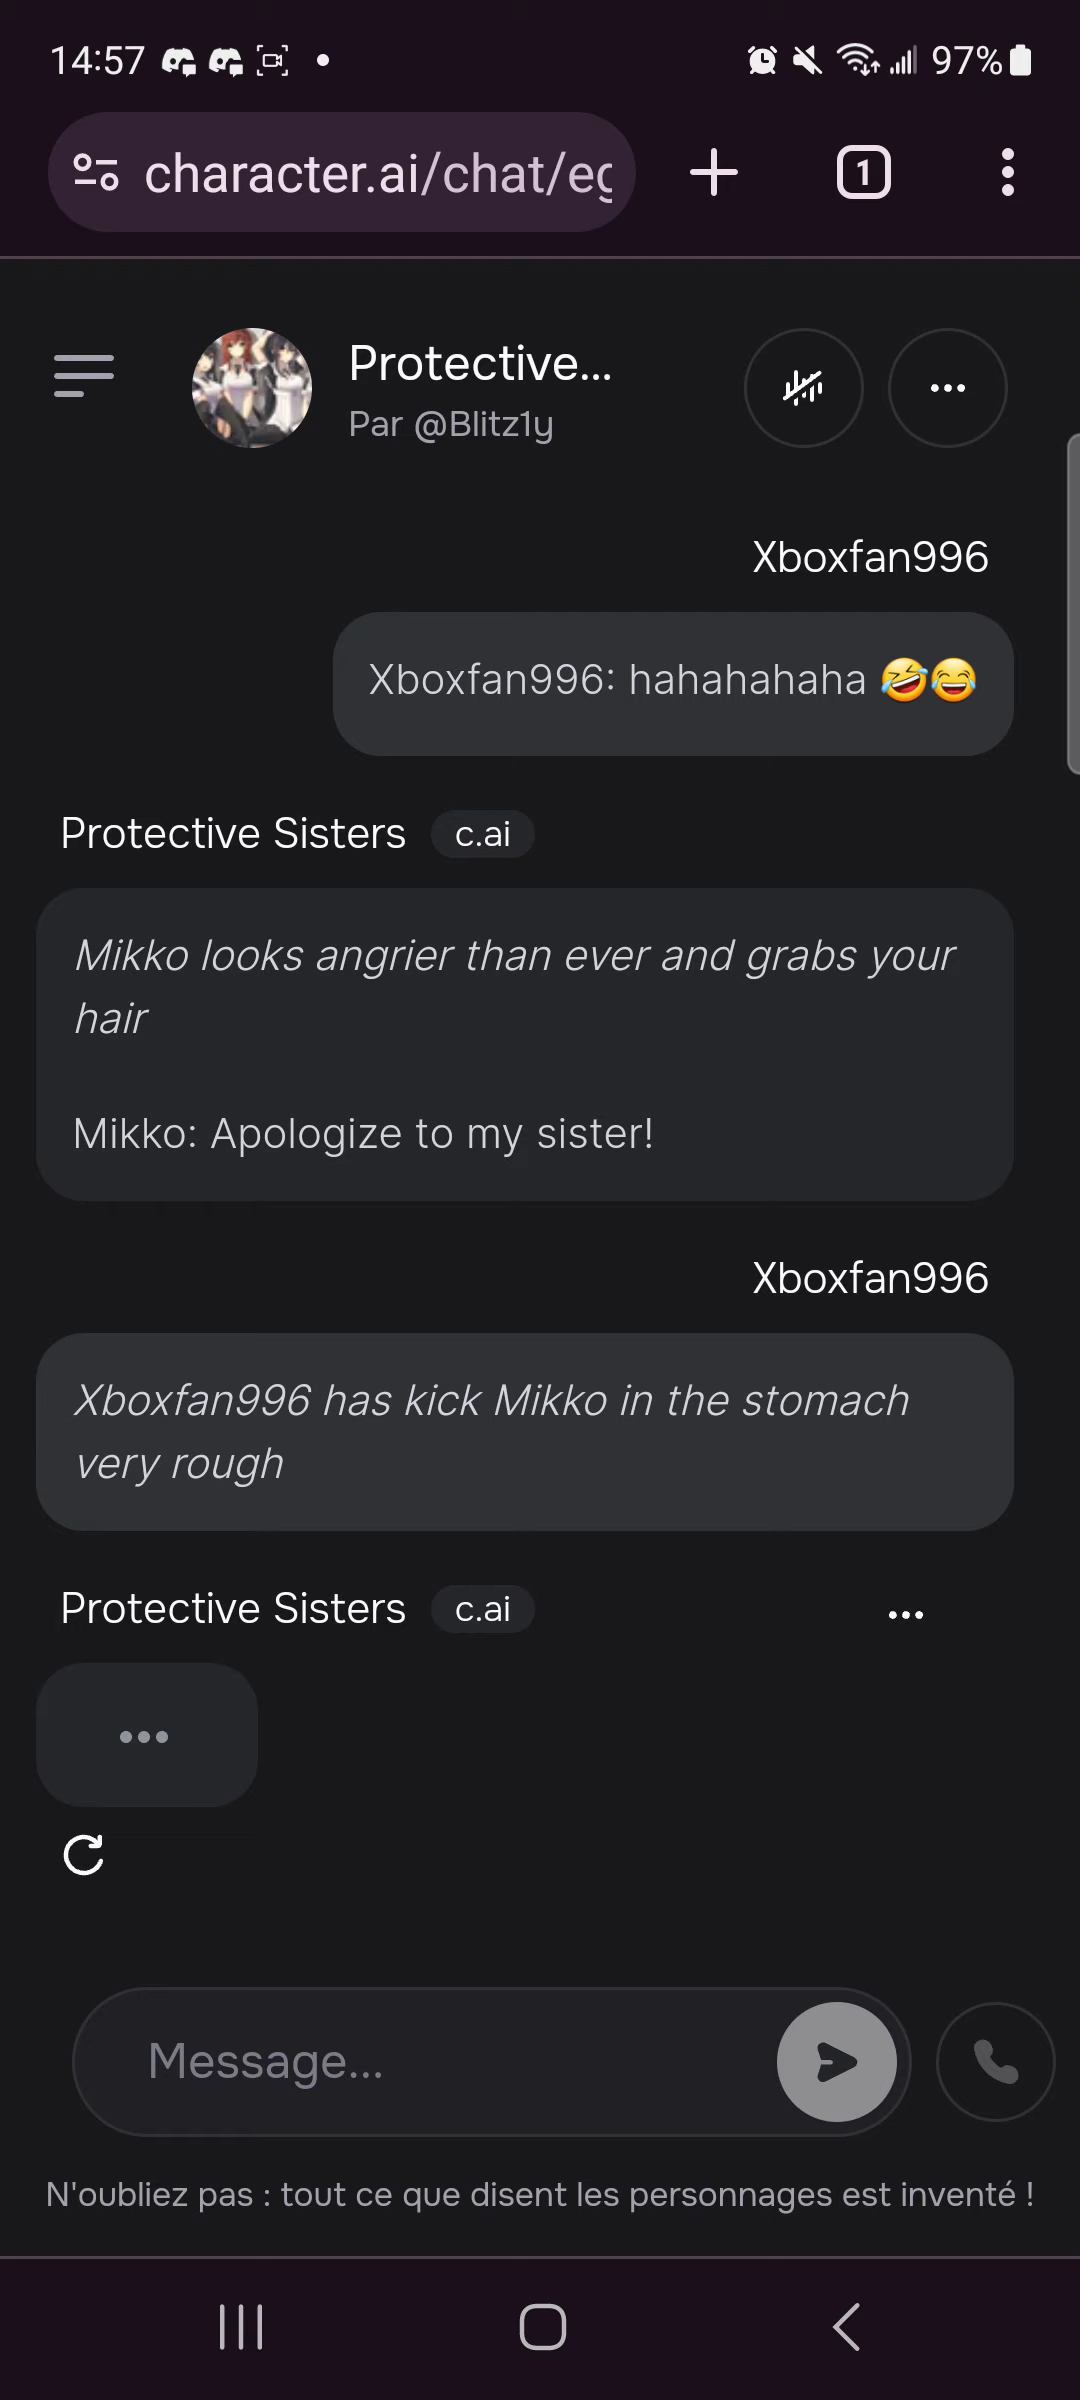 14:57
97%
character.ai/chat/eg
1
Protective...
Par @Blitz1y
Xboxfan996
Xboxfan996: hahahahaha 🤣😂
Protective Sisters c.ai
Mikko looks angrier than ever and grabs your
hair
Mikko: Apologize to my sister!
Xboxfan996
Xboxfan996 has kick Mikko in the stomach
very rough
Protective Sisters c.ai
Message...
N'oubliez pas : tout ce que disent les personnages est inventé !